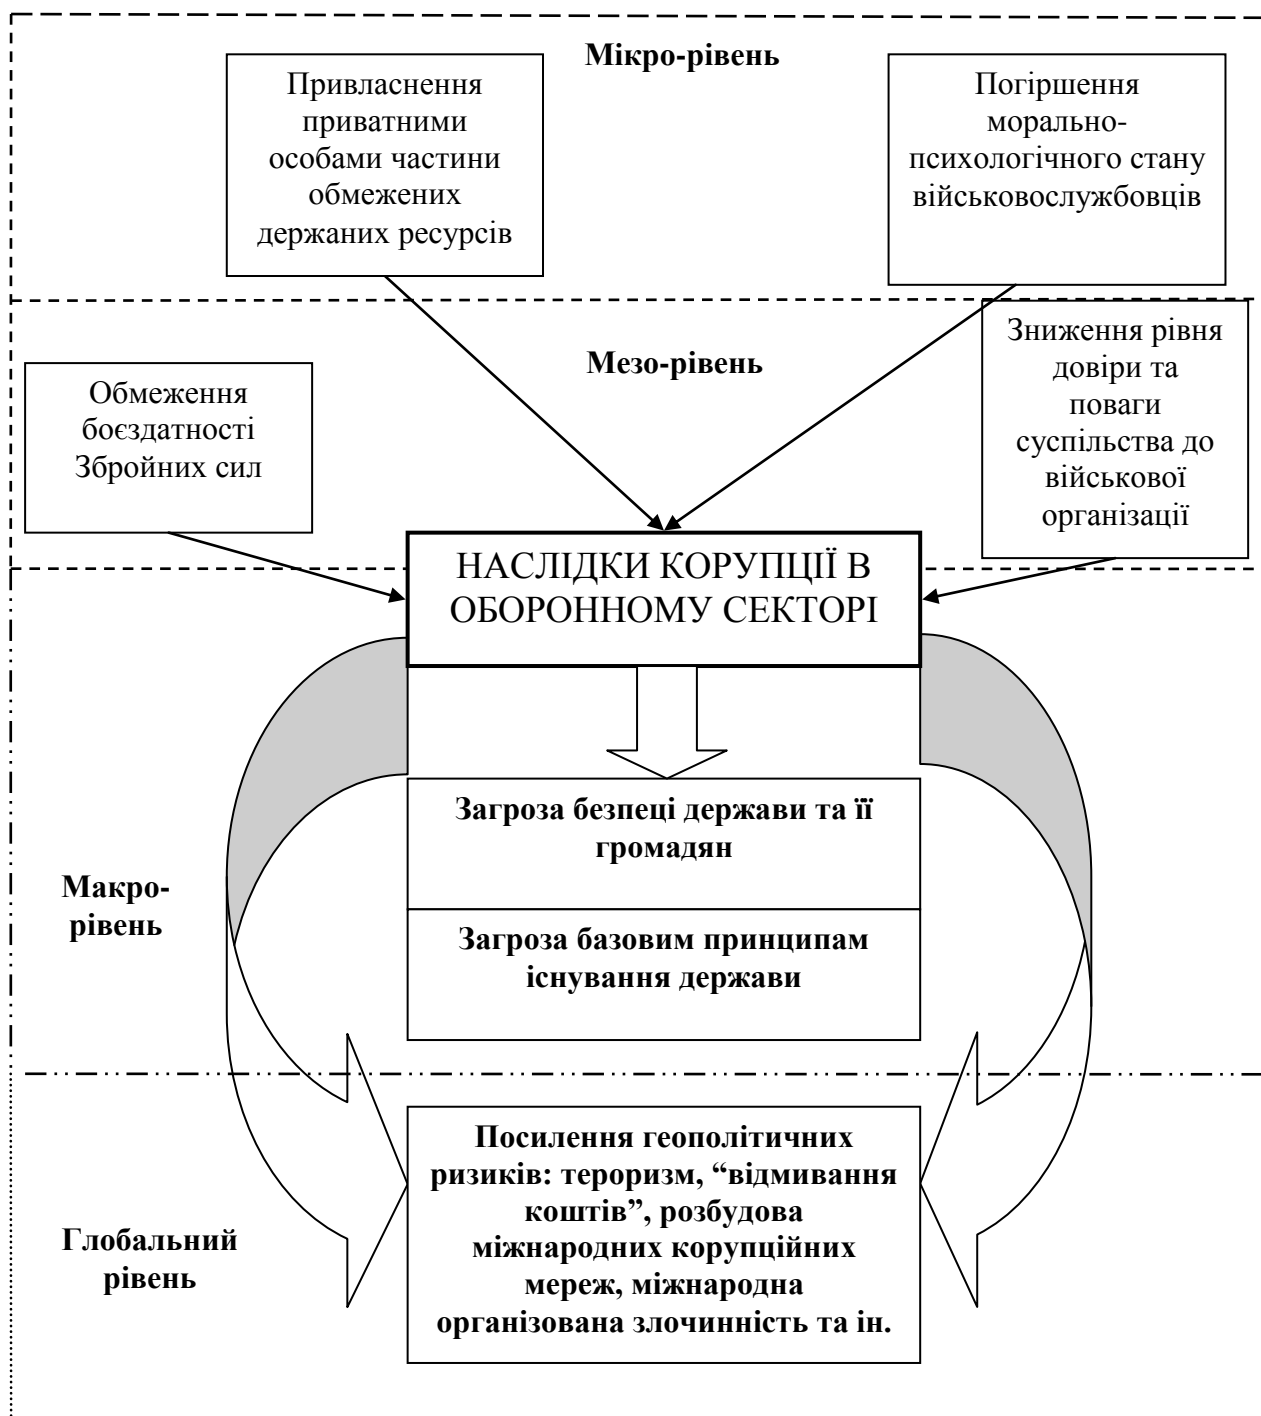 Мікро-рівень
Привласнення
приватними
особами частини
обмежених
держаних ресурсів
Погіршення
морально-
психологічного стану
військовослужбовців
Мезо-рівень
Обмеження
боєздатності
Збройних сил
Зниження рівня
довіри та
поваги
суспільства до
військової
організації
НАСЛІДКИ КОРУПЦІЇ В
ОБОРОННОМУ СЕКТОРІ
Макро-
рівень
Загроза безпеці держави та її
громадян
Загроза базовим принципам
існування держави
Глобальний
рівень
Посилення геополітичних
ризиків: тероризм, “відмивання
коштів”, розбудова
міжнародних корупційних
мереж, міжнародна
організована злочинність та ін.